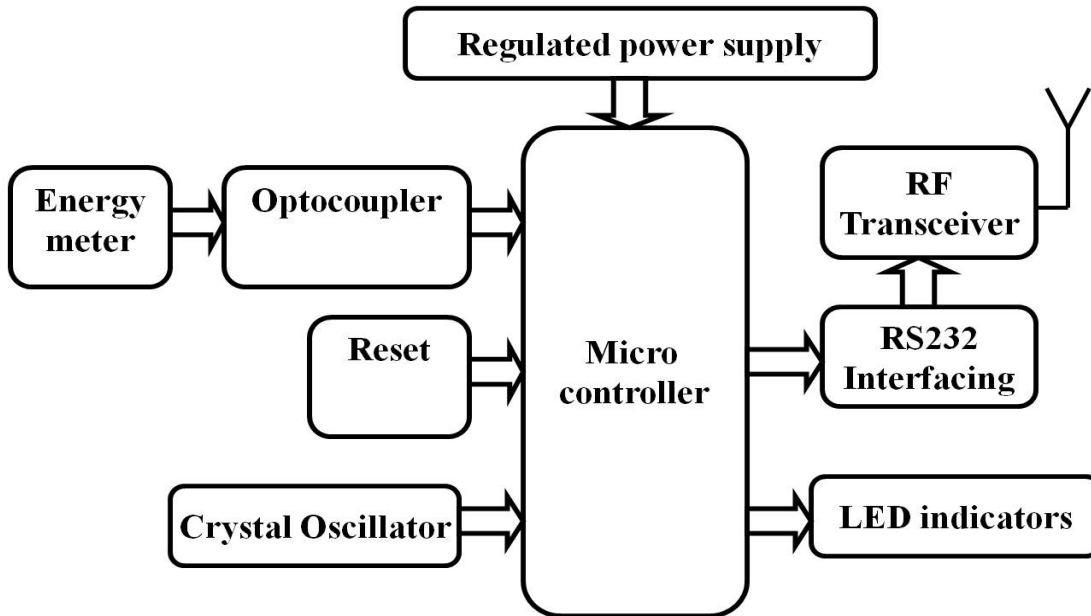 Regulated power supply
Energy
meter
Optocoupler
RF
Transceiver
Reset
Micro
controller
RS232
Interfacing
Crystal Oscillator
LED indicators